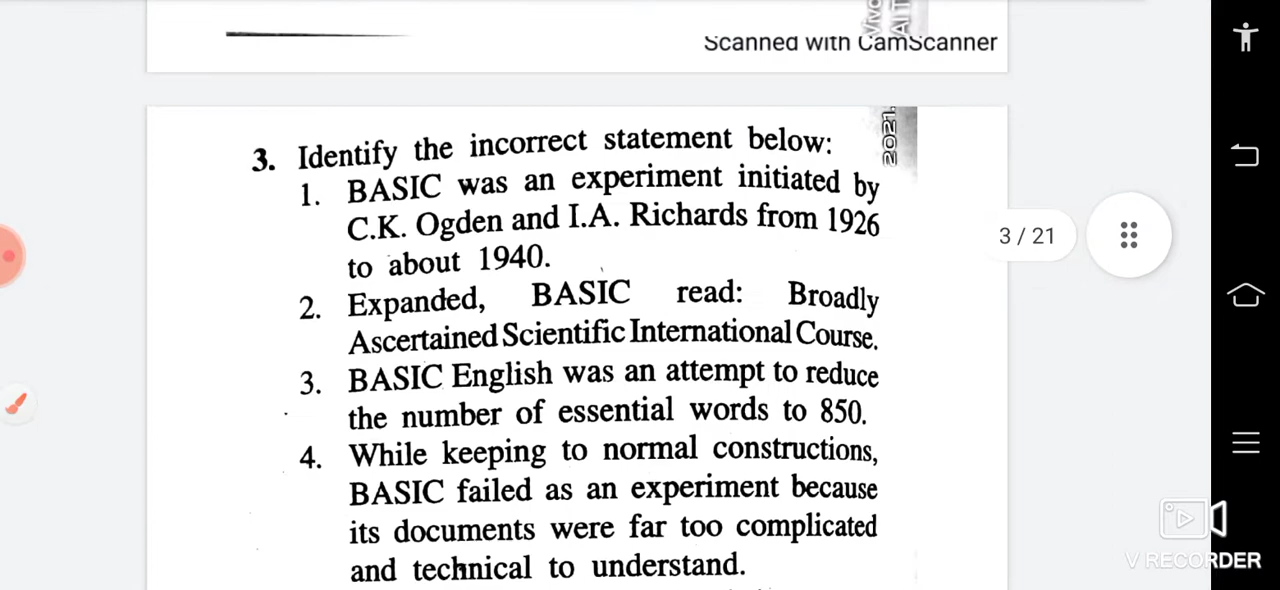 Viva
AI T
Scanned with CamScanner
2021.
3. Identify the incorrect statement below:
1. BASIC was an experiment initiated by
C.K. Ogden and I.A. Richards from 1926
to about 1940.
3 / 21
2. Expanded, BASIC read: Broadly
Ascertained Scientific International Course.
3. BASIC English was an attempt to reduce
the number of essential words to 850.
4. While keeping to normal constructions,
BASIC failed as an experiment because
its documents were far too complicated
and technical to understand.
V RECORDER